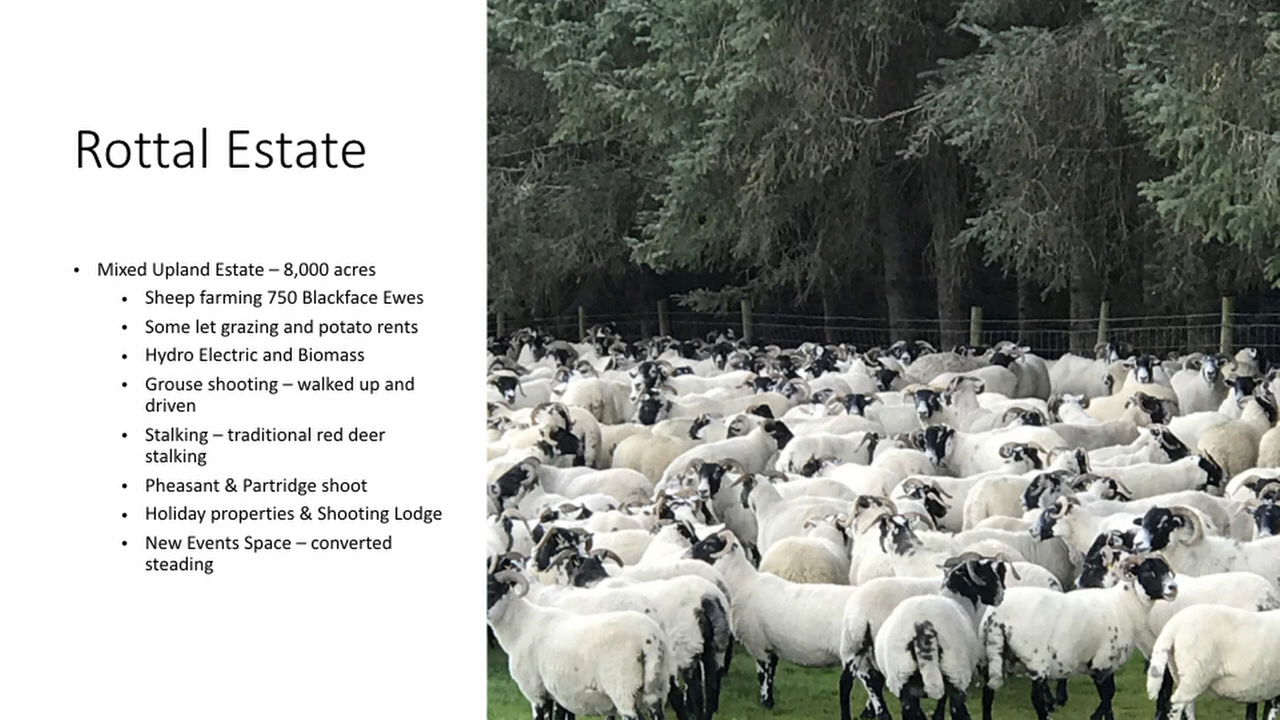 Rottal Estate
• Mixed Upland Estate – 8,000 acres
• Sheep farming 750 Blackface Ewes
• Some let grazing and potato rents
• Hydro Electric and Biomass
• Grouse shooting – walked up and
driven
• Stalking – traditional red deer
stalking
• Pheasant & Partridge shoot
• Holiday properties & Shooting Lodge
• New Events Space – converted
steading